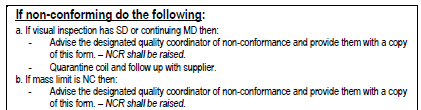 If non-conforming do the following:
a. If visual inspection has SD or continuing MD then:
- Advise the designated quality coordinator of non-conformance and provide them with a copy
of this form. – NCR shall be raised.
- Quarantine coil and follow up with supplier.
b. If mass limit is NC then:
- Advise the designated quality coordinator of non-conformance and provide them with a copy
of this form. – NCR shall be raised.